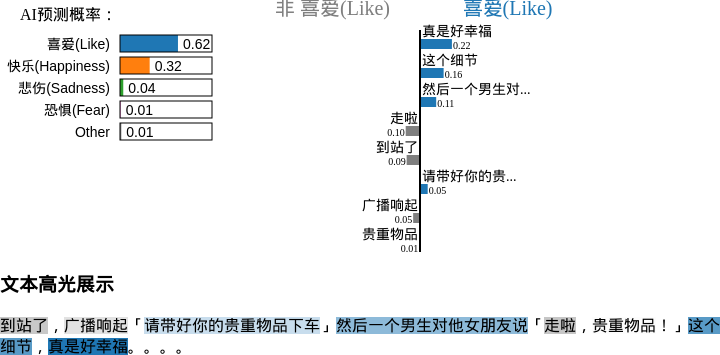 AI预测概率：
喜爱(Like) 0.62
快乐(Happiness) 0.32
悲伤(Sadness) 0.04
恐惧(Fear) 0.01
Other 0.01
非 喜爱(Like) 喜爱(Like)
真是好幸福
0.22
这个细节
0.16
然后一个男生对...
0.11
走啦
0.10
到站了
0.09
请带好你的贵...
0.05
广播响起
0.05
贵重物品
0.01
文本高光展示
到站了，广播响起「请带好你的贵重物品下车」然后一个男生对他女朋友说「走啦，贵重物品！」这个
细节，真是好幸福。。。。